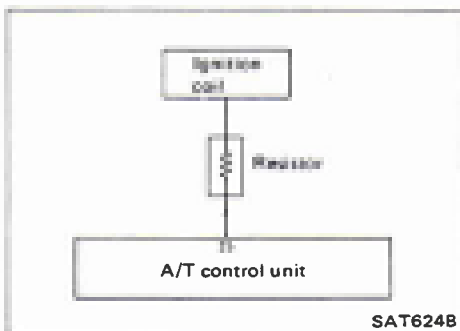 Ignition
coil
Resistor
A/T control unit
SAT624B